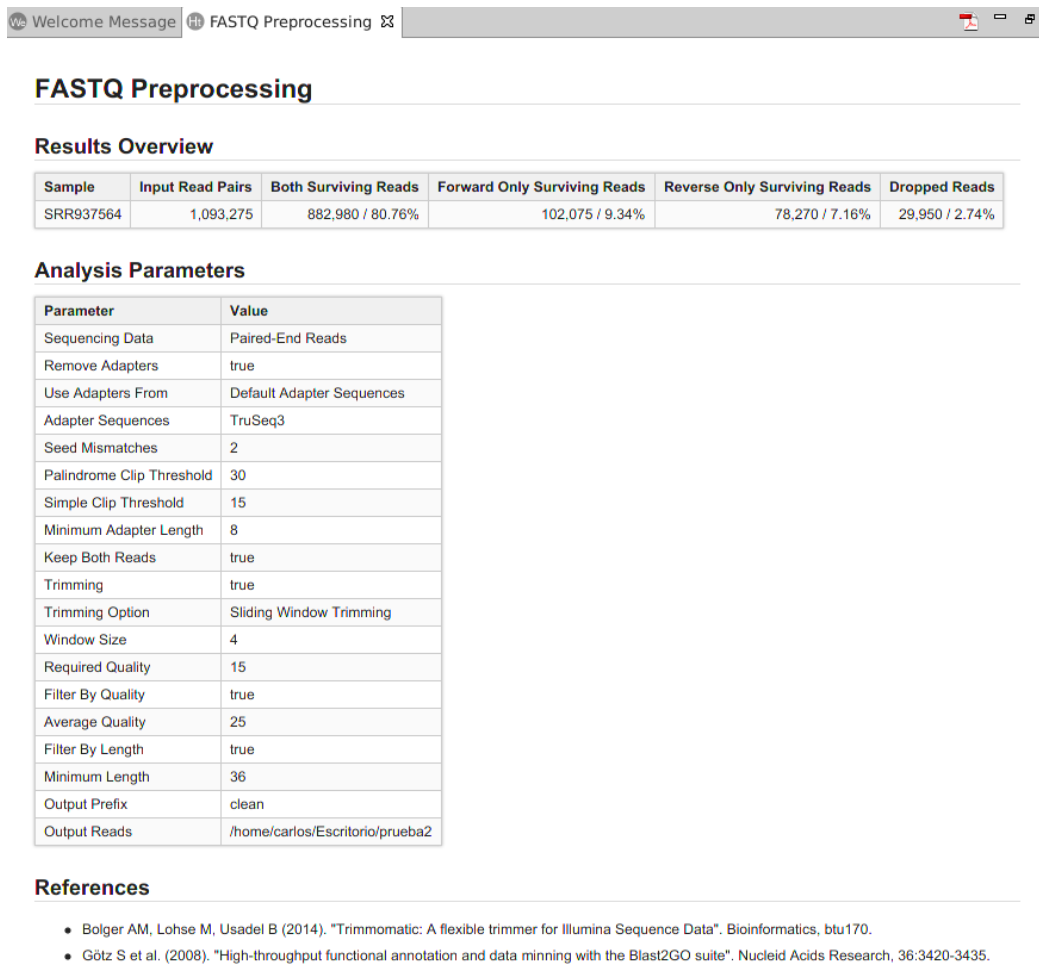 We Welcome Message Ht FASTQ Preprocessing
FASTQ Preprocessing
Results Overview
Sample Input Read Pairs Both Surviving Reads Forward Only Surviving Reads Reverse Only Surviving Reads Dropped Reads
SRR937564 1,093,275 882,980 / 80.76% 102,075 / 9.34% 78,270 / 7.16% 29,950 / 2.74%
Analysis Parameters
Parameter Value
Sequencing Data Paired-End Reads
Remove Adapters true
Use Adapters From Default Adapter Sequences
Adapter Sequences TruSeq3
Seed Mismatches 2
Palindrome Clip Threshold 30
Simple Clip Threshold 15
Minimum Adapter Length 8
Keep Both Reads true
Trimming true
Trimming Option Sliding Window Trimming
Window Size 4
Required Quality 15
Filter By Quality true
Average Quality 25
Filter By Length true
Minimum Length 36
Output Prefix clean
Output Reads /home/carlos/Escritorio/prueba2
References
• Bolger AM, Lohse M, Usadel B (2014). "Trimmomatic: A flexible trimmer for Illumina Sequence Data". Bioinformatics, btu170.
• Götz S et al. (2008). "High-throughput functional annotation and data minning with the Blast2GO suite". Nucleid Acids Research, 36:3420-3435.